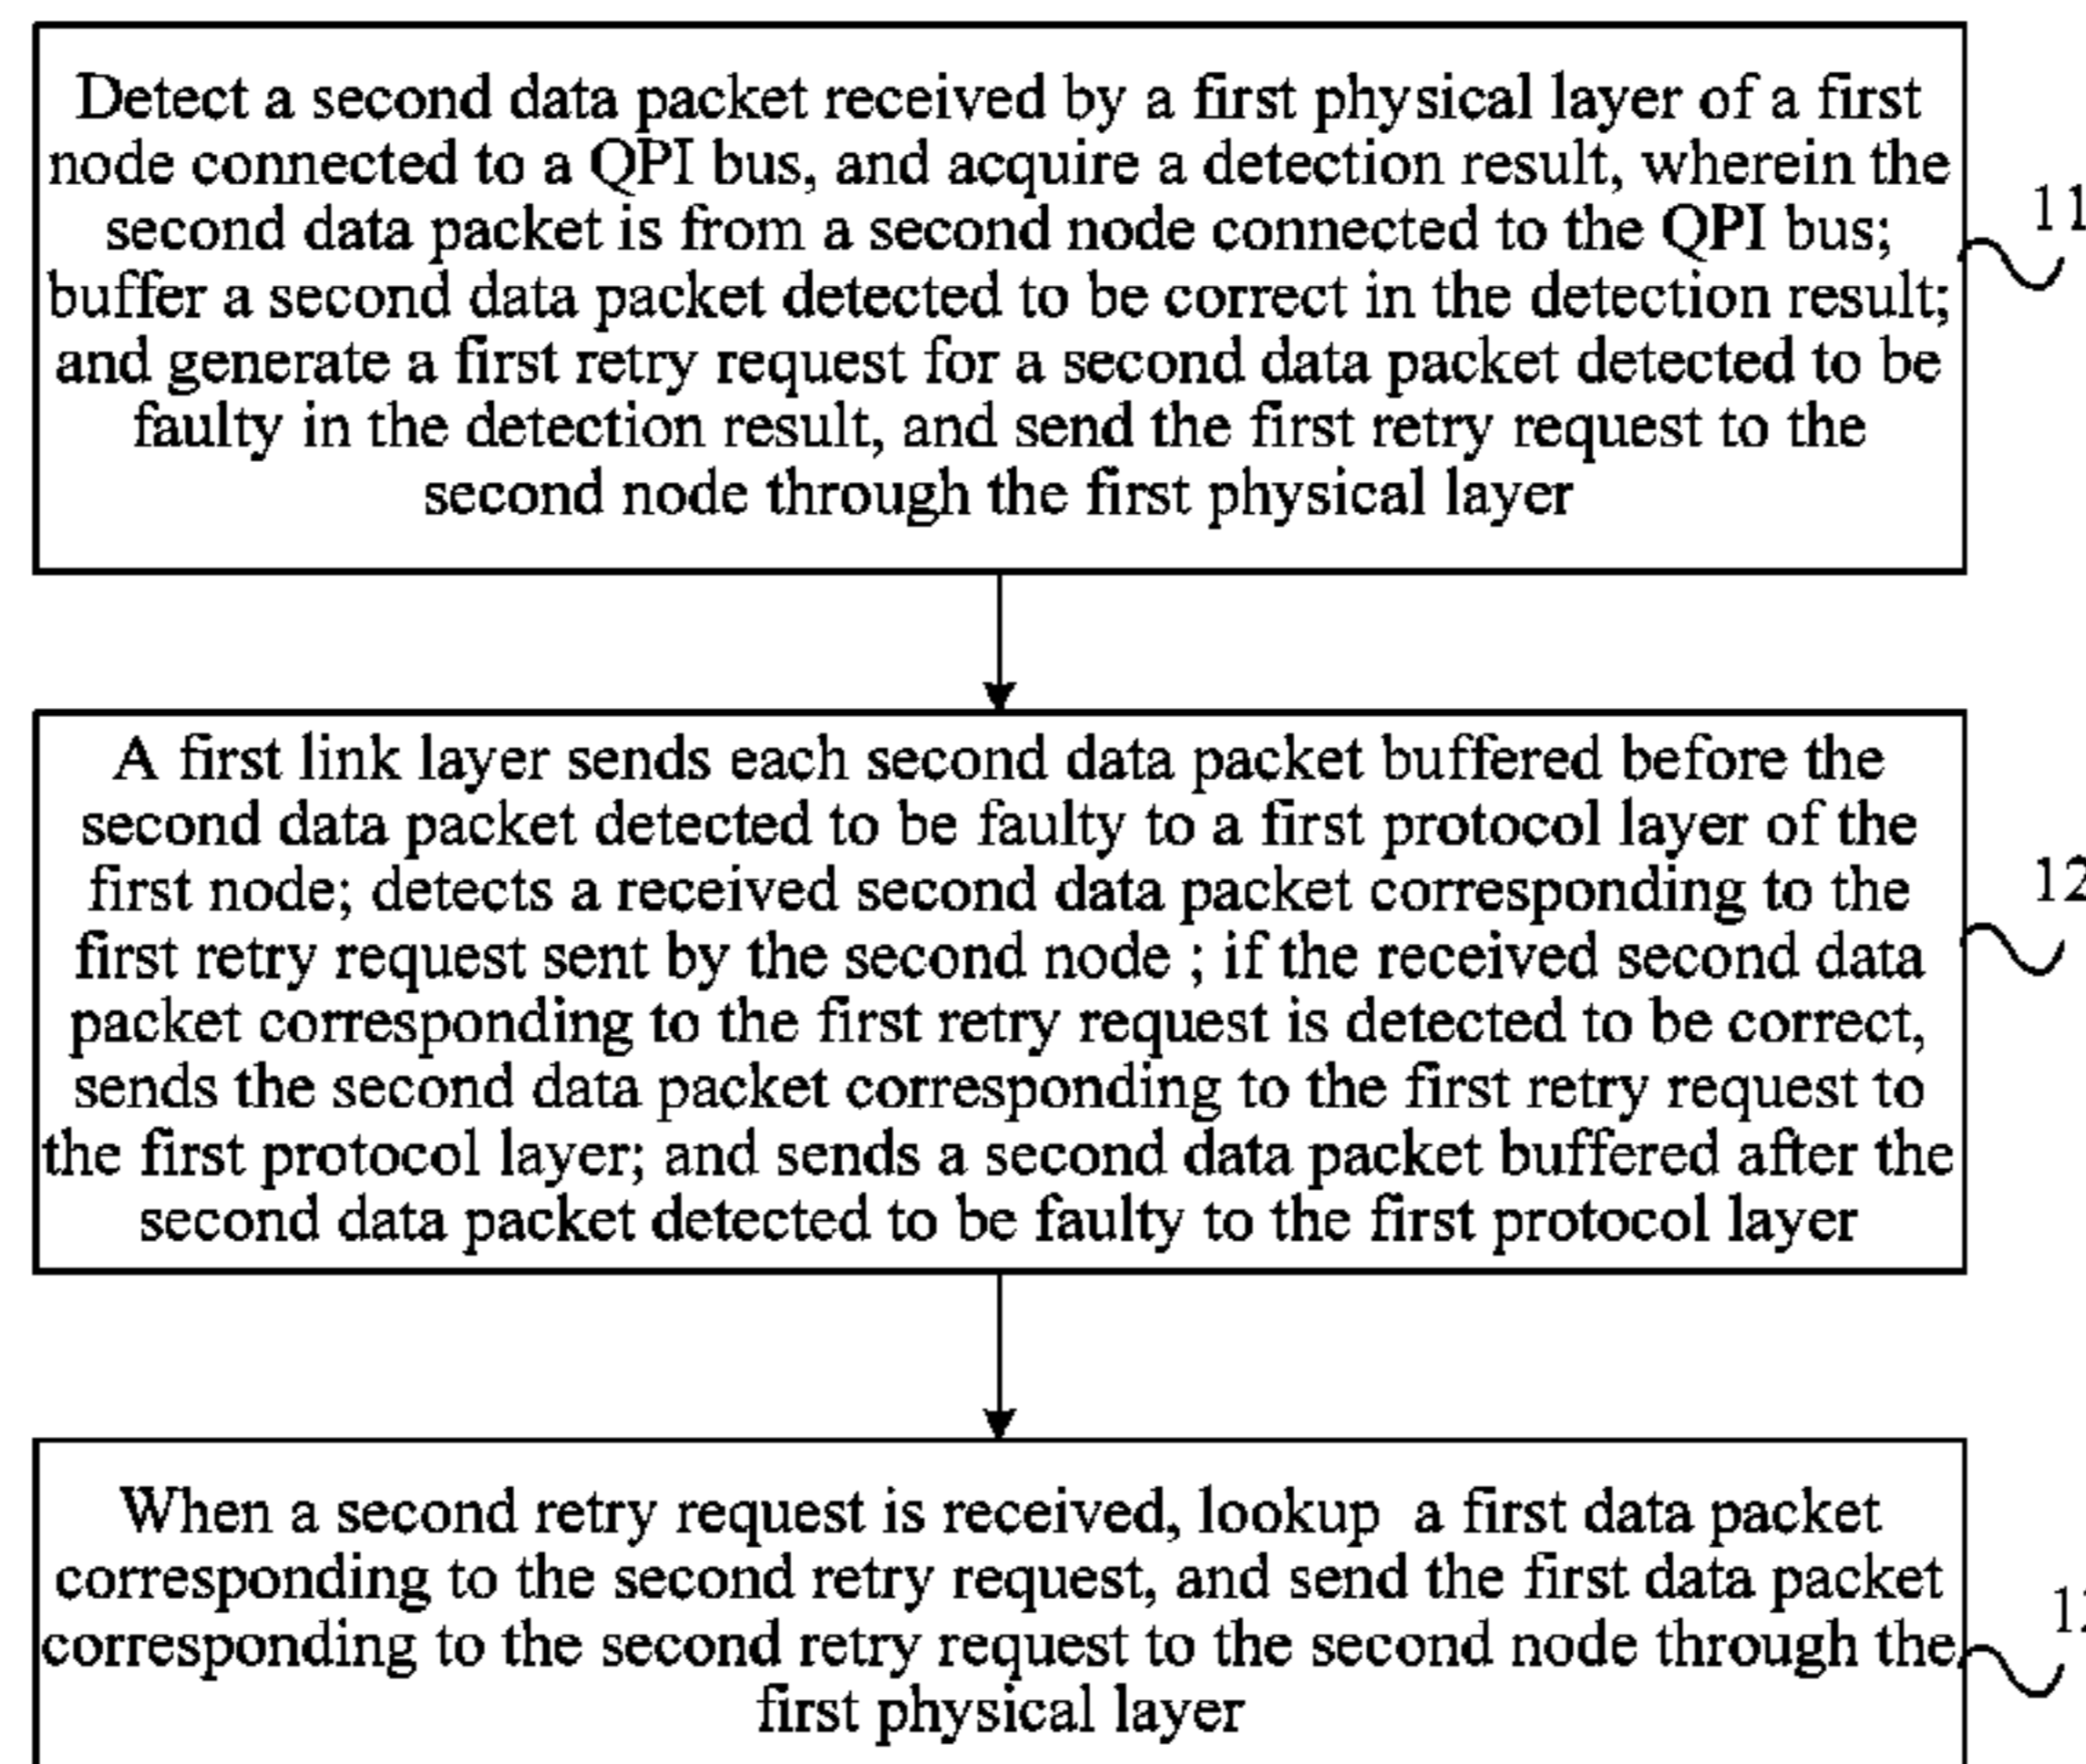 Detect a second data packet received by a first physical layer of a first
node connected to a QPI bus, and acquire a detection result, wherein the
second data packet is from a second node connected to the QPI bus;
buffer a second data packet detected to be correct in the detection result;
and generate a first retry request for a second data packet detected to be
faulty in the detection result, and send the first retry request to the
second node through the first physical layer
11
A first link layer sends each second data packet buffered before the
second data packet detected to be faulty to a first protocol layer of the
first node; detects a received second data packet corresponding to the
first retry request sent by the second node ; if the received second data
packet corresponding to the first retry request is detected to be correct,
sends the second data packet corresponding to the first retry request to
the first protocol layer; and sends a second data packet buffered after the
second data packet detected to be faulty to the first protocol layer
12
When a second retry request is received, lookup a first data packet
corresponding to the second retry request, and send the first data packet
corresponding to the second retry request to the second node through the
first physical layer